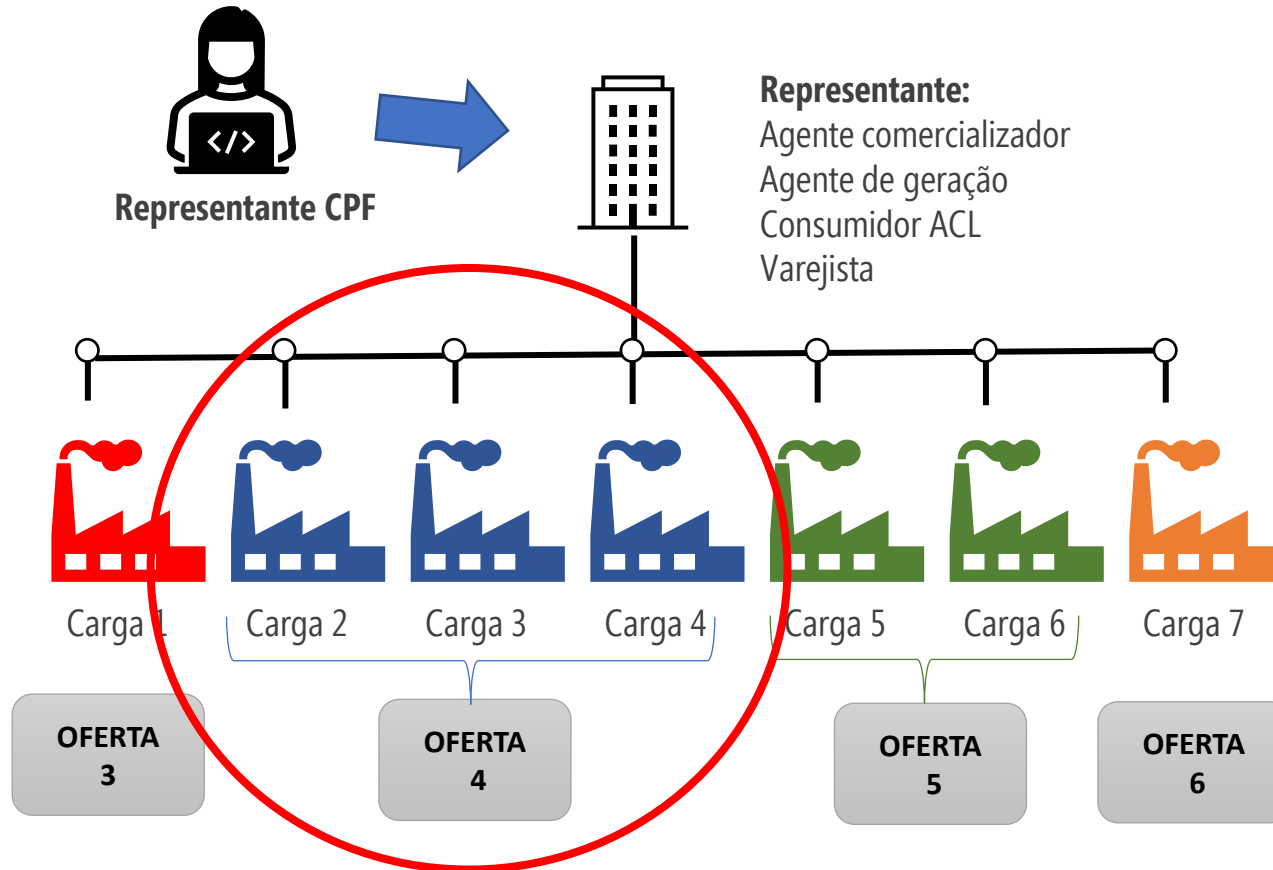 </>
Representante CPF
Representante:
Agente comercializador
Agente de geração
Consumidor ACL
Varejista
Carga 1
Carga 2
Carga 3
Carga 4
Carga 5
Carga 6
Carga 7
OFERTA
3
OFERTA
4
OFERTA
5
OFERTA
6